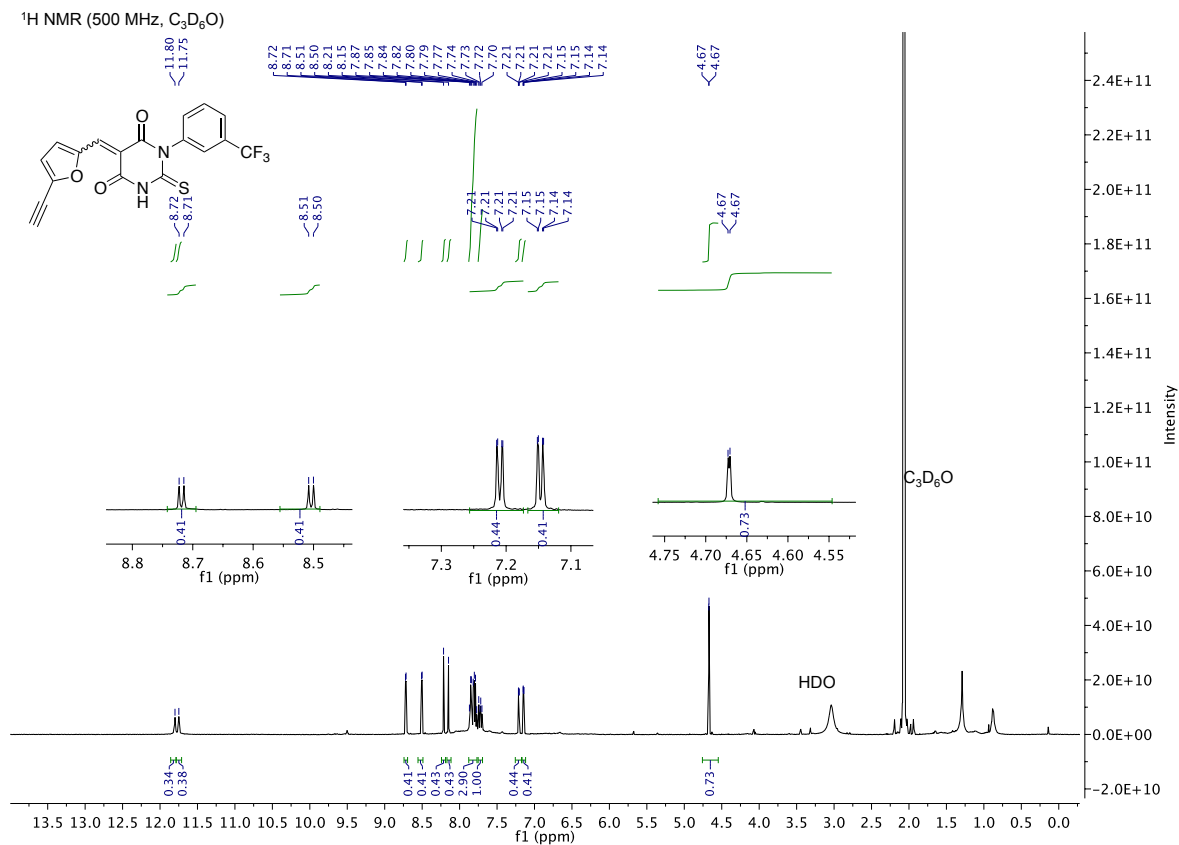 ¹H NMR (500 MHz, C₃D₆O)
11.80
11.75
8.72
8.71
8.51
8.50
8.21
8.15
7.87
7.85
7.84
7.82
7.80
7.79
7.77
7.74
7.73
7.72
7.70
7.21
7.21
7.21
7.21
7.15
7.15
7.14
7.14
4.67
4.67
O
N
CF₃
O
O
NH
S
8.72
8.71
8.51
8.50
7.21
7.21
7.21
7.21
7.15
7.15
7.14
7.14
4.67
4.67
0.41
0.41
8.8 8.7 8.6 8.5
f1 (ppm)
0.44
0.41
7.3 7.2 7.1
f1 (ppm)
0.73
4.75 4.70 4.65 4.60 4.55
f1 (ppm)
C₃D₆O
HDO
2.4E+11
2.2E+11
2.0E+11
1.8E+11
1.6E+11
1.4E+11
1.2E+11
1.0E+11
8.0E+10
6.0E+10
4.0E+10
2.0E+10
0.0E+00
-2.0E+10
Intensity
0.34
0.38
0.41
0.41
0.43
0.43
2.90
1.00
0.44
0.41
0.73
13.5 13.0 12.5 12.0 11.5 11.0 10.5 10.0 9.5 9.0 8.5 8.0 7.5 7.0 6.5 6.0 5.5 5.0 4.5 4.0 3.5 3.0 2.5 2.0 1.5 1.0 0.5 0.0
f1 (ppm)